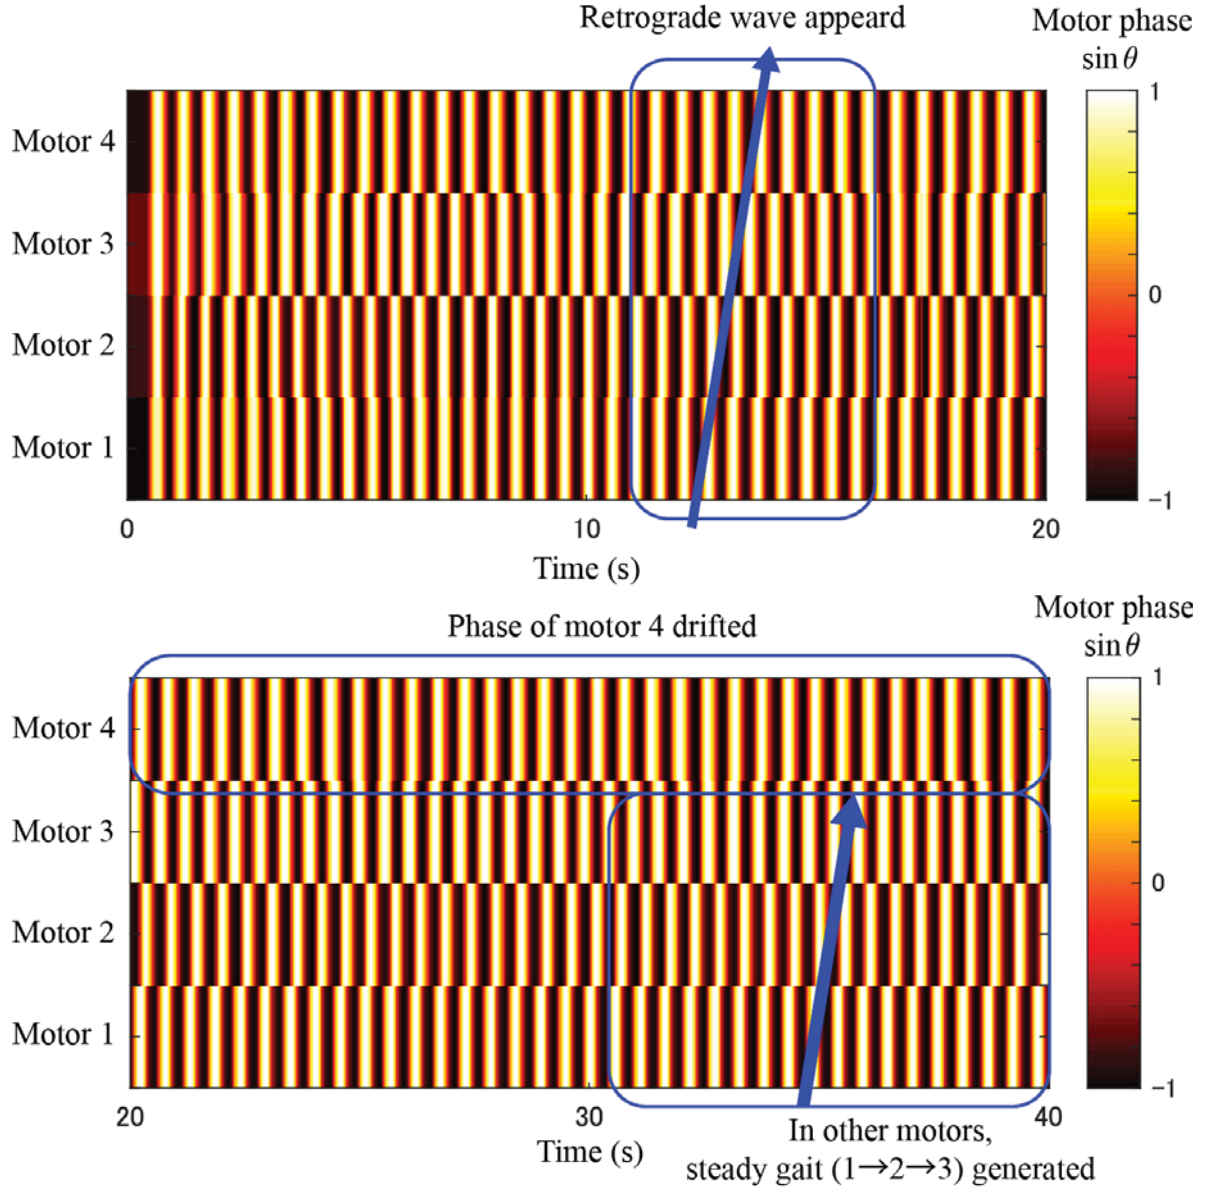 Retrograde wave appeard
Motor phase
sin θ
Motor 4
Motor 3
Motor 2
Motor 1
1
0
−1
0
10
20
Time (s)
Phase of motor 4 drifted
Motor phase
sin θ
Motor 4
Motor 3
Motor 2
Motor 1
1
0
−1
20
30
40
Time (s)
In other motors,
steady gait (1→2→3) generated